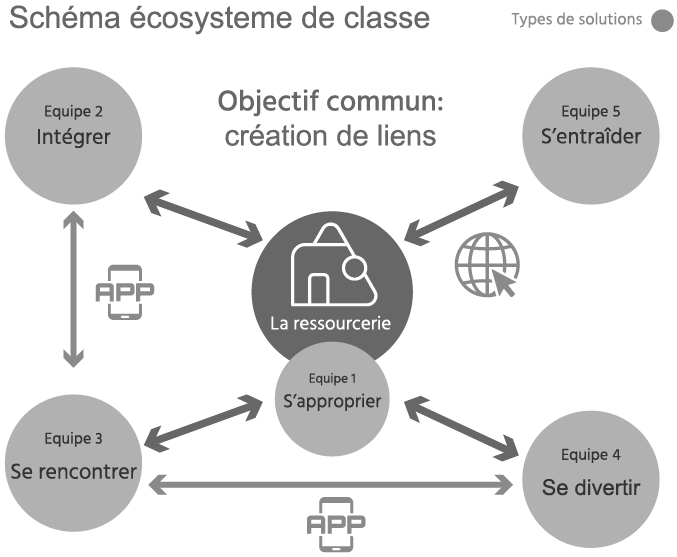 Schéma écosysteme de classe
Types de solutions
Equipe 2
Intégrer
Objectif commun:
création de liens
Equipe 5
S'entraîder
APP
La ressourcerie
Equipe 1
S'approprier
Equipe 3
Se rencontrer
Equipe 4
Se divertir
APP